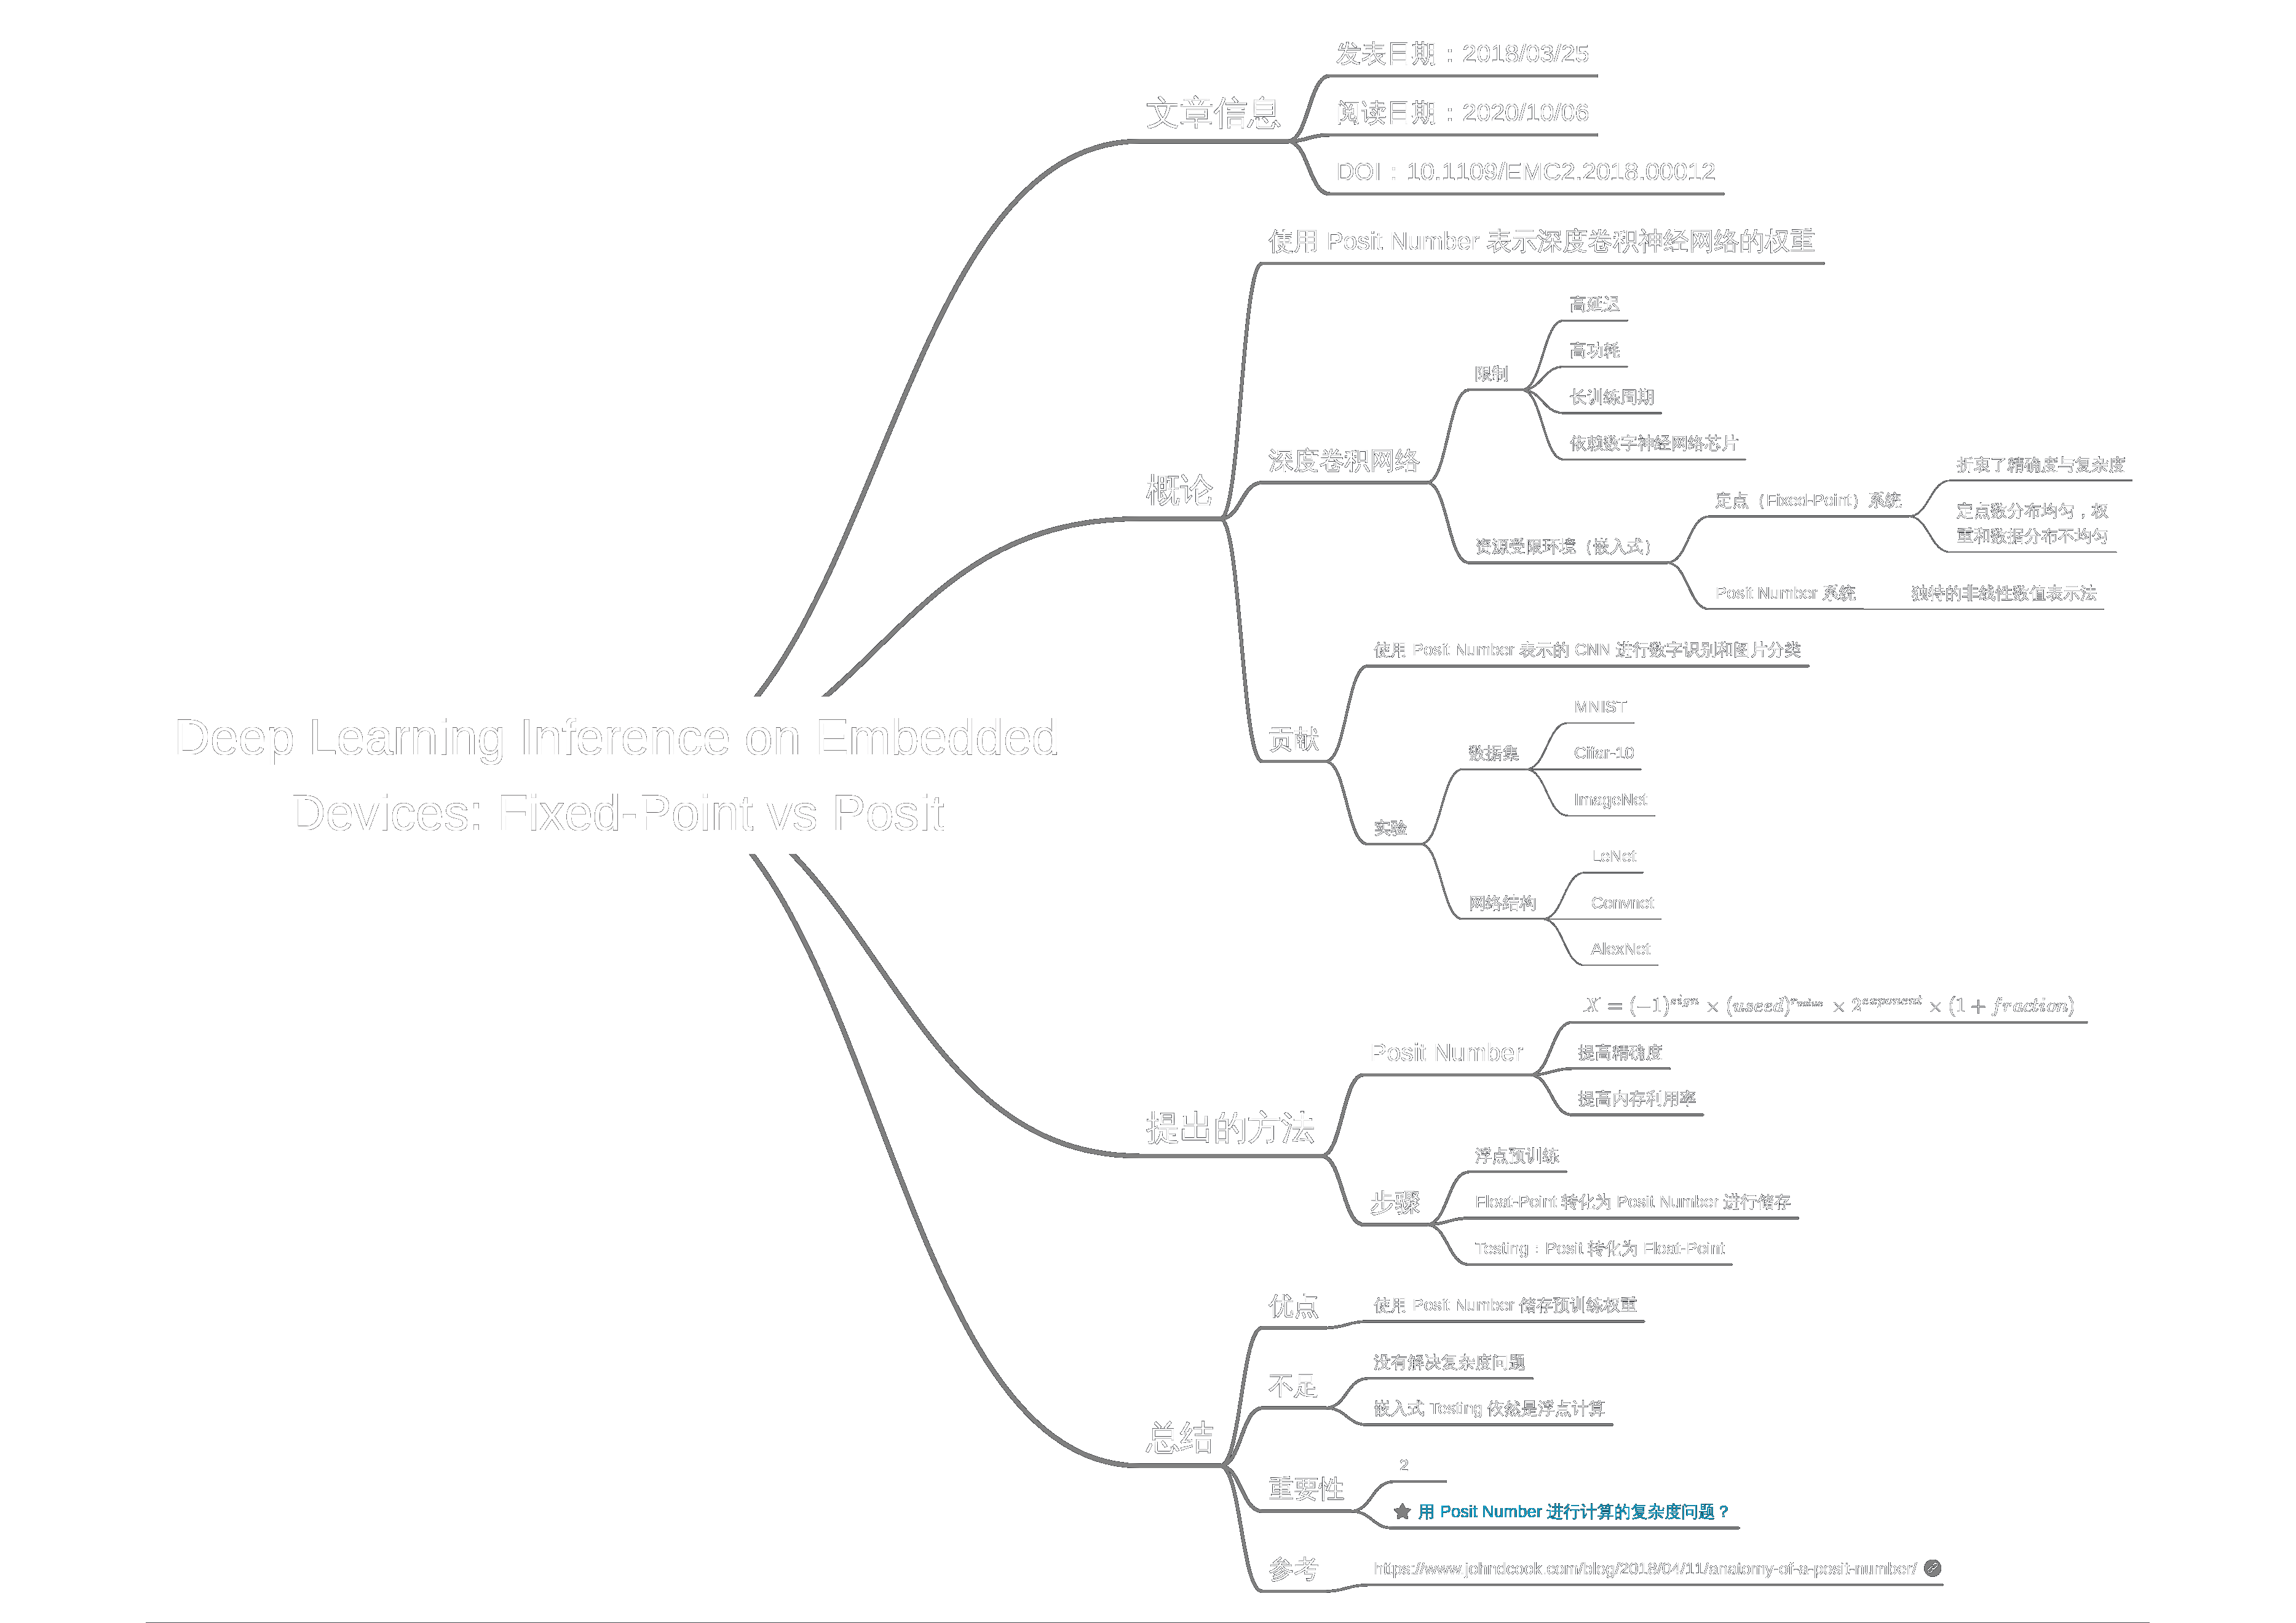 Deep Learning Inference on Embedded
Devices: Fixed-Point vs Posit
文章信息
发表日期：2018/03/25
阅读日期：2020/10/06
DOI：10.1109/EMC2.2018.00012
概论
使用 Posit Number 表示深度卷积神经网络的权重
深度卷积网络
限制
高延迟
高功耗
长训练周期
依赖数字神经网络芯片
资源受限环境（嵌入式）
定点（Fixed-Point）系统
折衷了精确度与复杂度
定点数分布均匀，权
重和数据分布不均匀
Posit Number 系统
独特的非线性数值表示法
贡献
使用 Posit Number 表示的 CNN 进行数字识别和图片分类
实验
数据集
MNIST
Cifar-10
ImageNet
网络结构
LeNet
Convnet
AlexNet
提出的方法
Posit Number
X = (−1)^sign × (useed)^rvalue × 2^exponent × (1 + fraction)
提高精确度
提高内存利用率
步骤
浮点预训练
Float-Point 转化为 Posit Number 进行储存
Testing：Posit 转化为 Float-Point
总结
优点
使用 Posit Number 储存预训练权重
不足
没有解决复杂度问题
嵌入式 Testing 依然是浮点计算
重要性
2
用 Posit Number 进行计算的复杂度问题？
参考
https://www.johndcook.com/blog/2018/04/11/anatomy-of-a-posit-number/